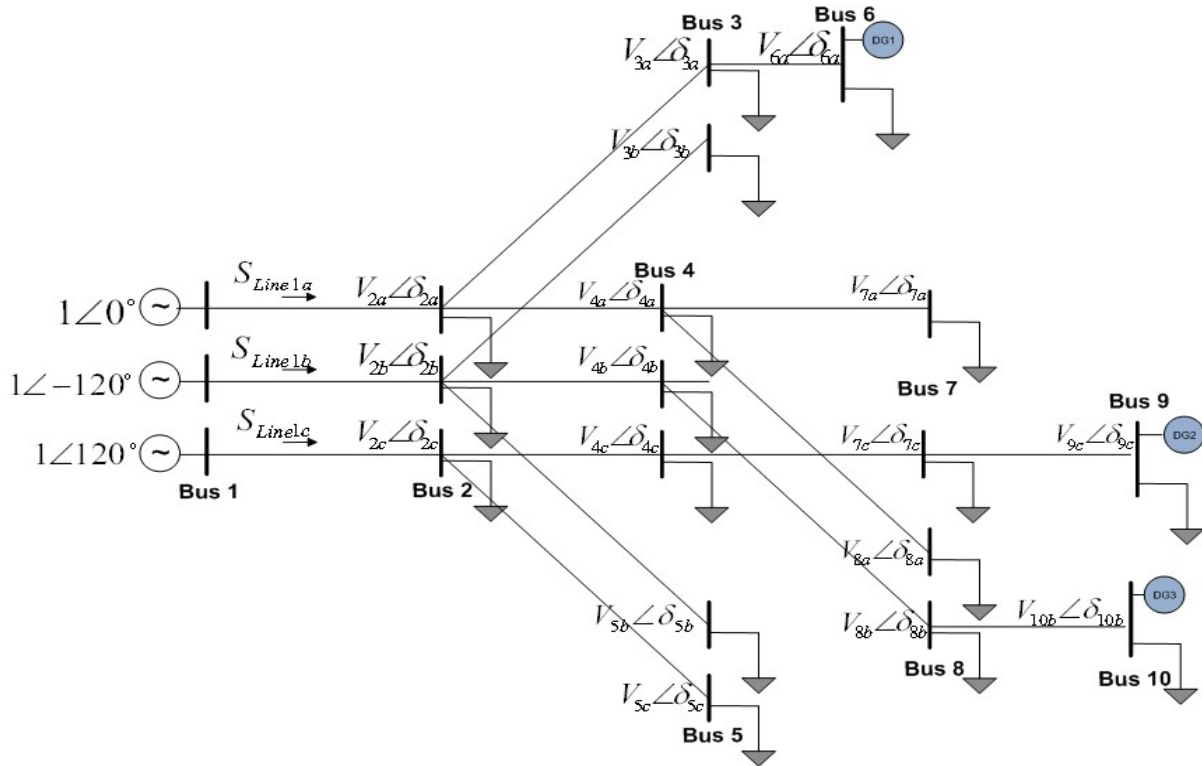 Bus 3
Bus 6
DG1
V3a∠δ3a
V6a∠δ6a
V3b∠δ3b
SLine1a
Bus 4
1∠0°
~
V2a∠δ2a
V4a∠δ4a
V7a∠δ7a
SLine1b
1∠−120°
~
V2b∠δ2b
V4b∠δ4b
Bus 7
Bus 9
SLine1c
1∠120°
~
V2c∠δ2c
V4c∠δ4c
V7c∠δ7c
V9c∠δ9c
DG2
Bus 1
Bus 2
V8a∠δ8a
V5b∠δ5b
V8b∠δ8b
V10b∠δ10b
DG3
Bus 8
Bus 10
V5c∠δ5c
Bus 5